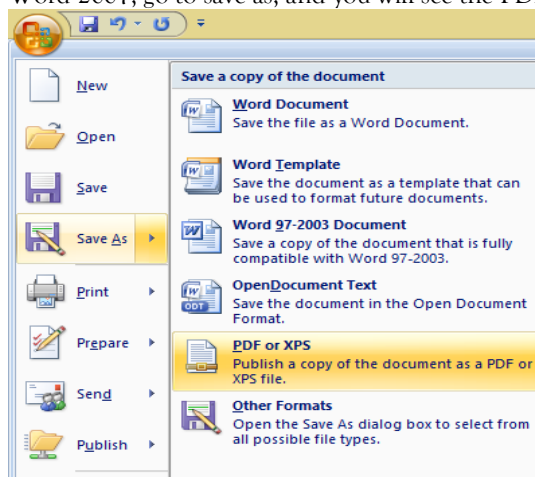 Word 2007, go to save as, and you will see the PD
Save a copy of the document
New
Open
Save
Save As
Print
Prepare
Send
Publish
Word Document
Save the file as a Word Document.
Word Template
Save the document as a template that can
be used to format future documents.
Word 97-2003 Document
Save a copy of the document that is fully
compatible with Word 97-2003.
OpenDocument Text
Save the document in the Open Document
Format.
PDF or XPS
Publish a copy of the document as a PDF or
XPS file.
Other Formats
Open the Save As dialog box to select from
all possible file types.